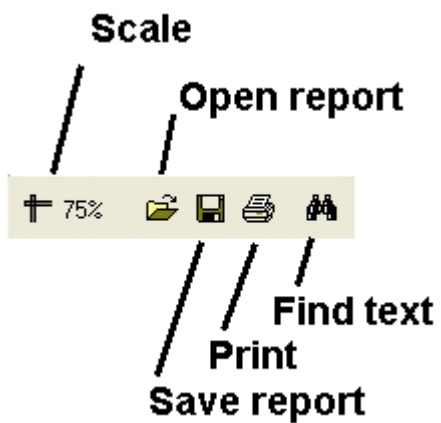 Scale
Open report
75%
Find text
Print
Save report